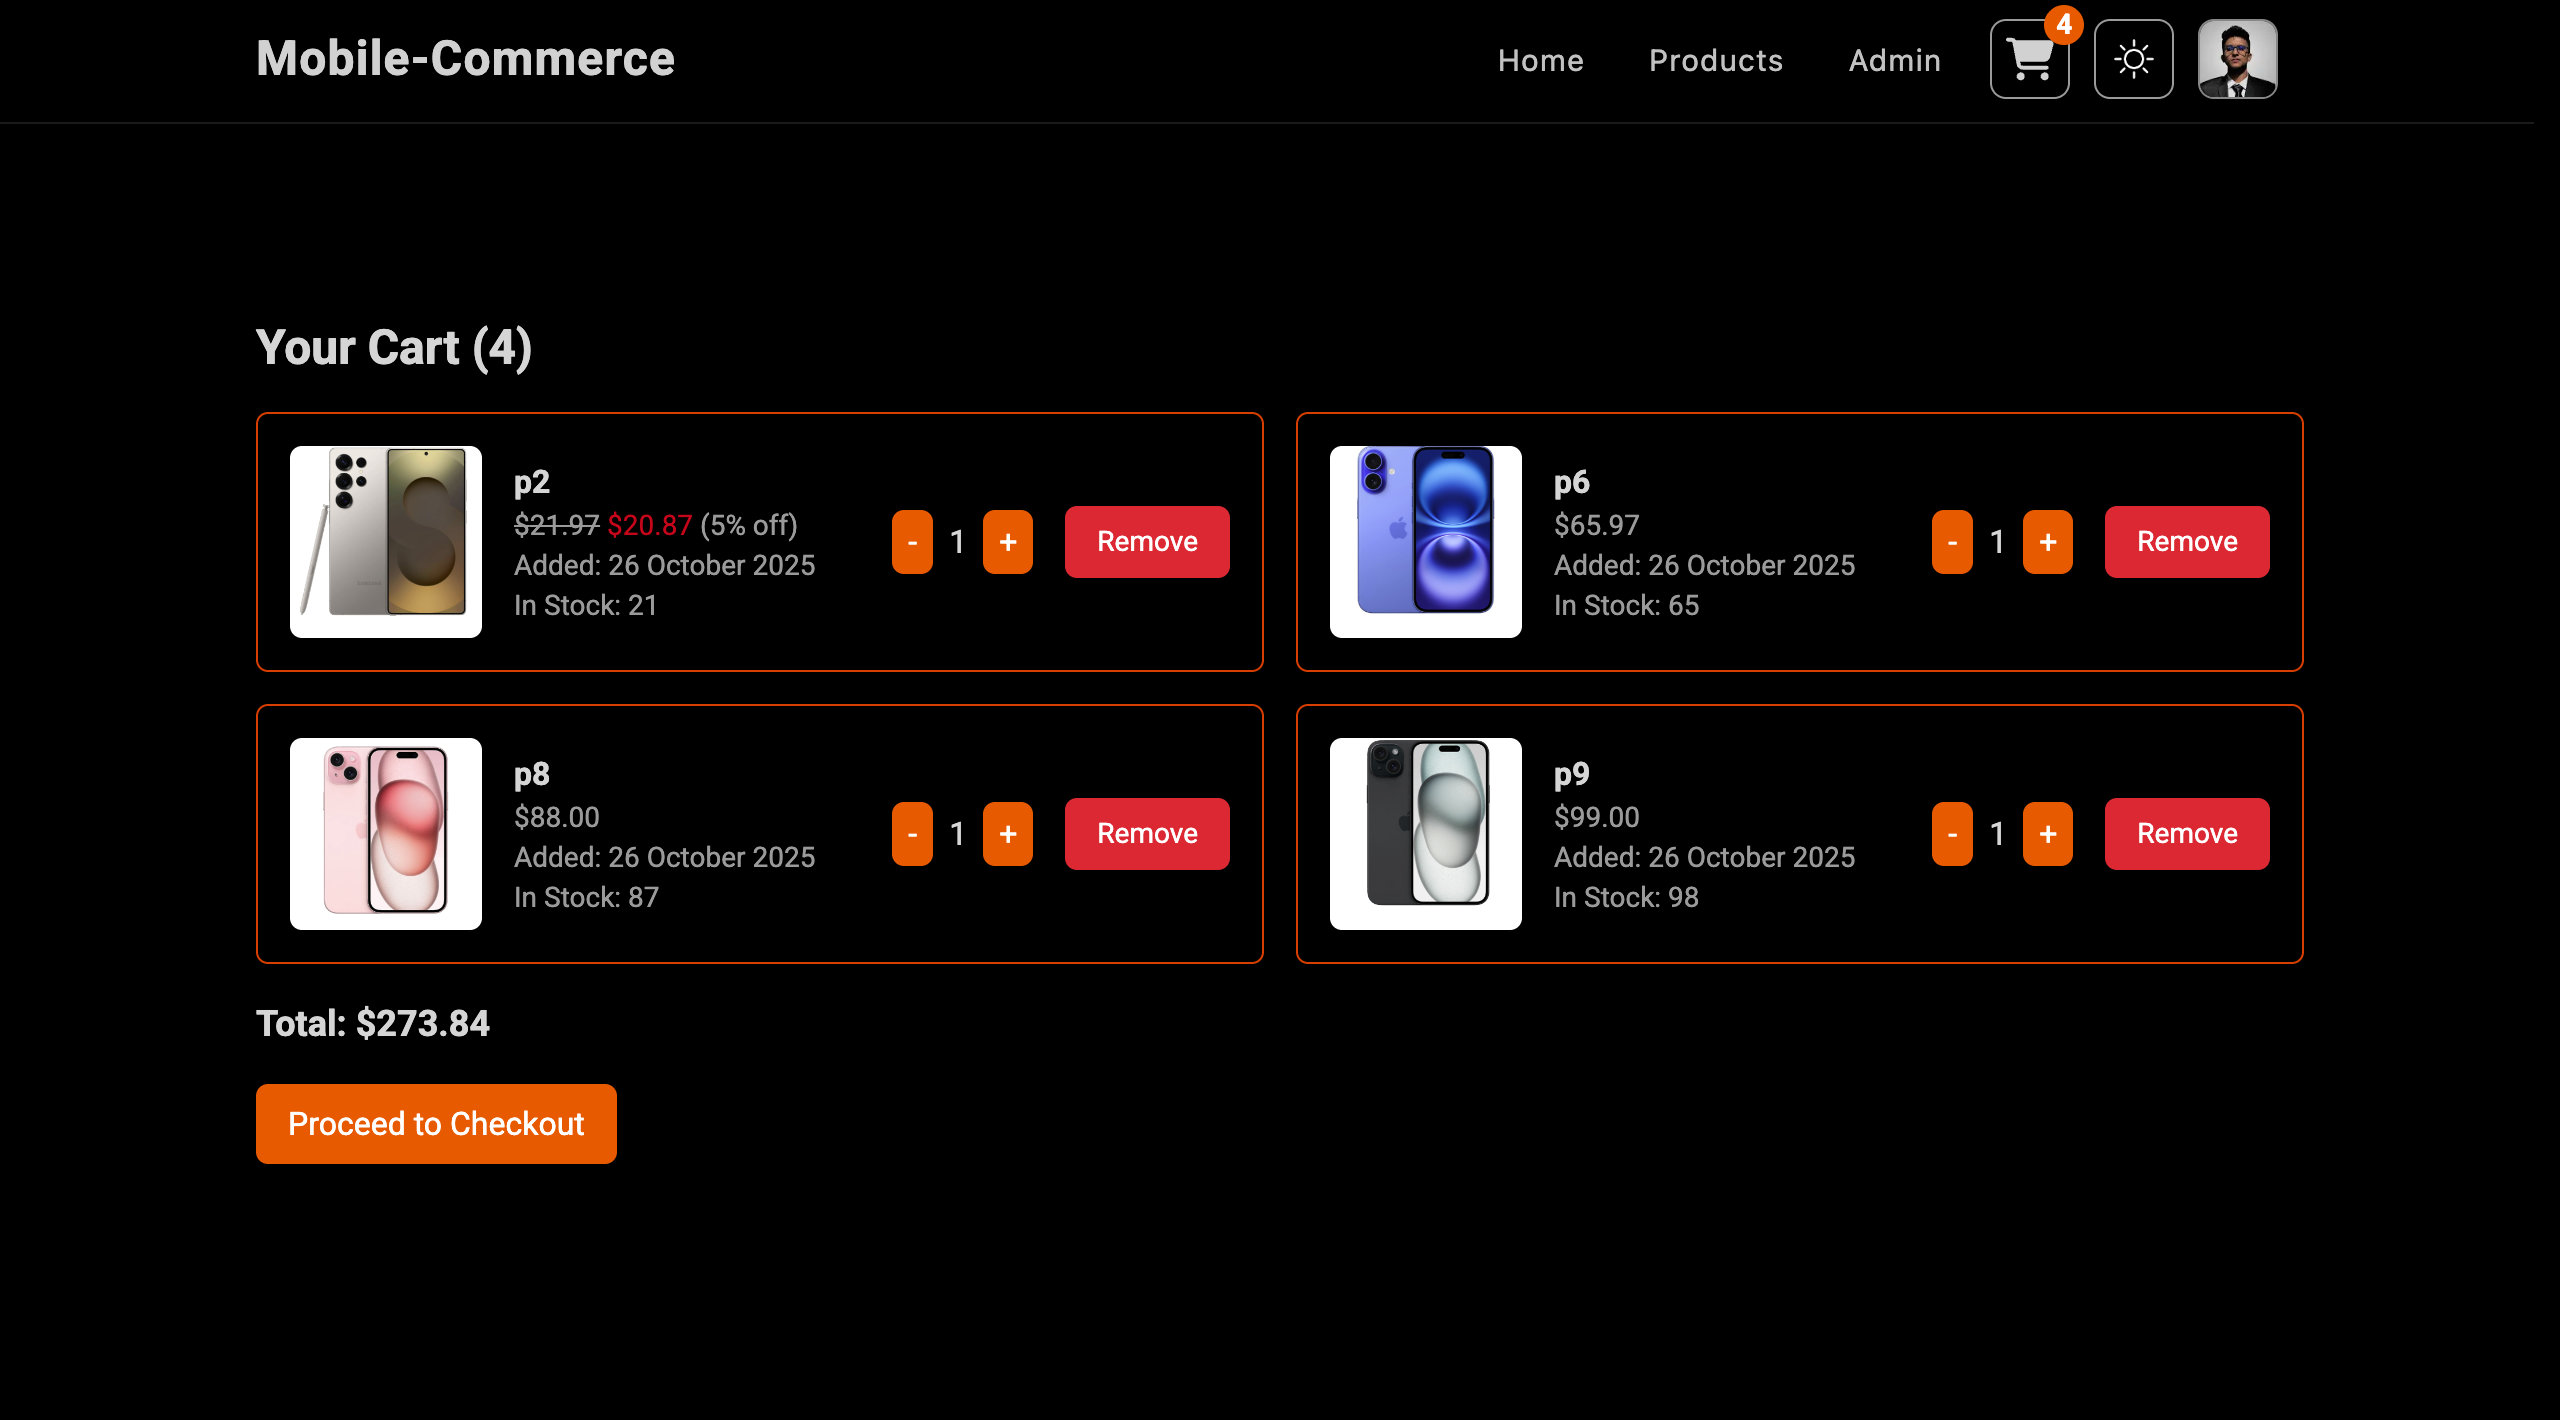 Mobile-Commerce
Home
Products
Admin
4
Your Cart (4)
p2
$21.97 $20.87 (5% off)
Added: 26 October 2025
In Stock: 21
- 1 +
Remove
p6
$65.97
Added: 26 October 2025
In Stock: 65
- 1 +
Remove
p8
$88.00
Added: 26 October 2025
In Stock: 87
- 1 +
Remove
p9
$99.00
Added: 26 October 2025
In Stock: 98
- 1 +
Remove
Total: $273.84
Proceed to Checkout